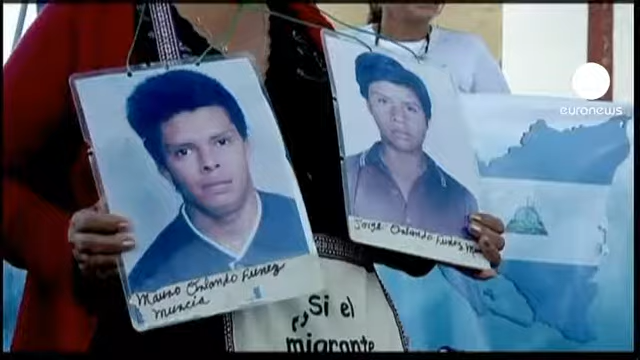 euronews
Mauro Orlando Funez
Murcia
Jorge Orlando Funez
¿Si el
migrante